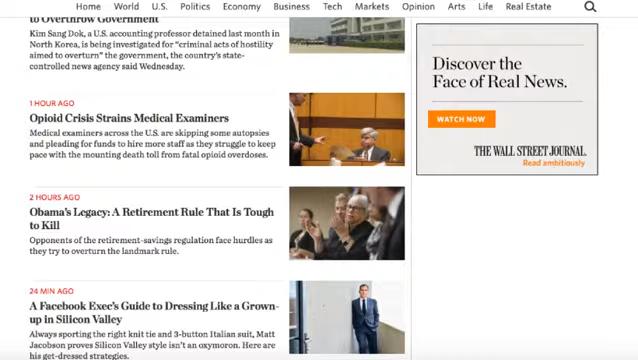 Home World U.S. Politics Economy Business Tech Markets Opinion Arts Life Real Estate
to Overthrow Government
Kim Sang Dok, a U.S. accounting professor detained last month in
North Korea, is being investigated for “criminal acts of hostility
aimed to overturn” the government, the country's state-
controlled news agency said Wednesday.
1 HOUR AGO
Opioid Crisis Strains Medical Examiners
Medical examiners across the U.S. are skipping some autopsies
and pleading for funds to hire more staff as they struggle to keep
pace with the mounting death toll from fatal opioid overdoses.
2 HOURS AGO
Obama's Legacy: A Retirement Rule That Is Tough
to Kill
Opponents of the retirement-savings regulation face hurdles as
they try to overturn the landmark rule.
24 MIN AGO
A Facebook Exec's Guide to Dressing Like a Grown-
up in Silicon Valley
Always sporting the right knit tie and 3-button Italian suit, Matt
Jacobson proves Silicon Valley style isn't an oxymoron. Here are
his get-dressed strategies.
Discover the
Face of Real News.
WATCH NOW
THE WALL STREET JOURNAL.
Read ambitiously